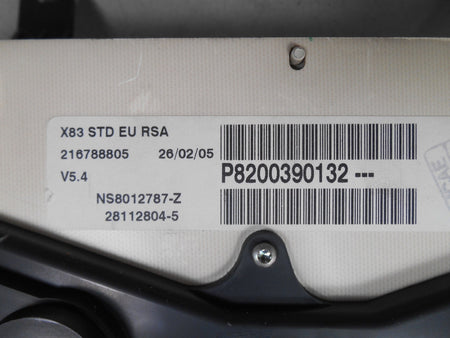 X83 STD EU RSA
216788805 26/02/05
P8200390132 ---
V5.4
NS8012787-Z
28112804-5